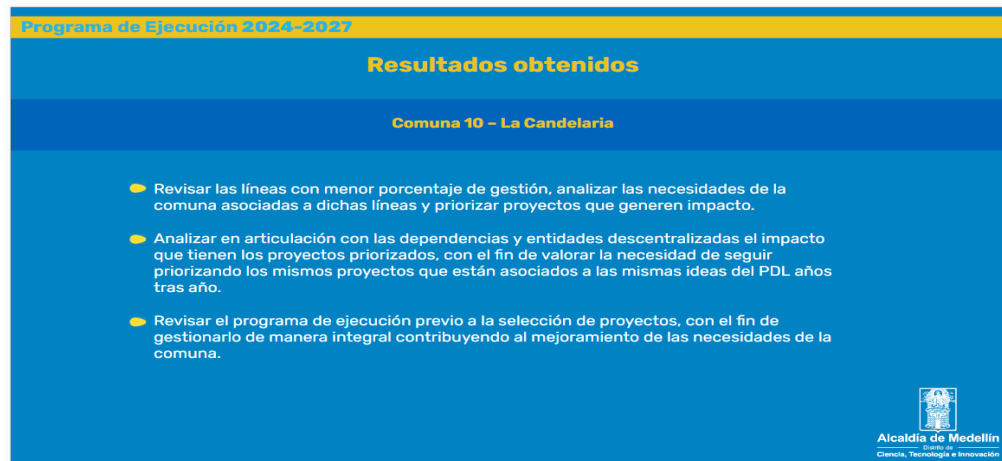 Programa de Ejecución 2024-2027
Resultados obtenidos
Comuna 10 – La Candelaria
Revisar las líneas con menor porcentaje de gestión, analizar las necesidades de la
comuna asociadas a dichas líneas y priorizar proyectos que generen impacto.
Analizar en articulación con las dependencias y entidades descentralizadas el impacto
que tienen los proyectos priorizados, con el fin de valorar la necesidad de seguir
priorizando los mismos proyectos que están asociados a las mismas ideas del PDL años
tras año.
Revisar el programa de ejecución previo a la selección de proyectos, con el fin de
gestionarlo de manera integral contribuyendo al mejoramiento de las necesidades de la
comuna.
Alcaldía de Medellín
Distrito de
Ciencia, Tecnología e Innovación